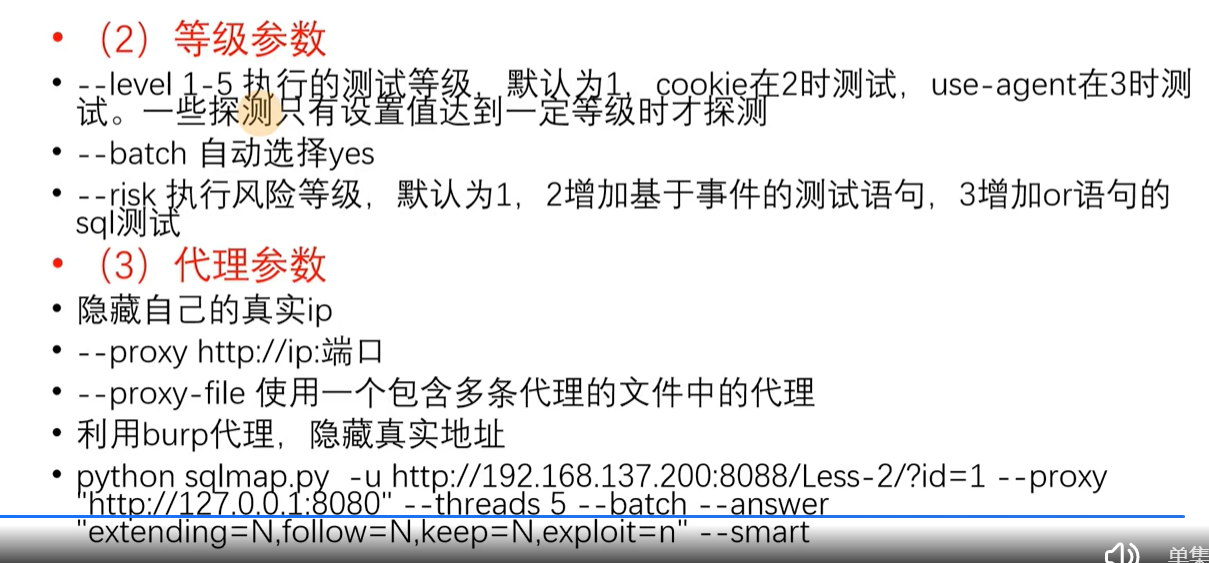 • （2）等级参数
• --level 1-5 执行的测试等级，默认为1，cookie在2时测试，use-agent在3时测
试。一些探测只有设置值达到一定等级时才探测
• --batch 自动选择yes
• --risk 执行风险等级，默认为1，2增加基于事件的测试语句，3增加or语句的
sql测试
• （3）代理参数
• 隐藏自己的真实ip
• --proxy http://ip:端口
• --proxy-file 使用一个包含多条代理的文件中的代理
• 利用burp代理，隐藏真实地址
• python sqlmap.py  -u http://192.168.137.200:8088/Less-2/?id=1 --proxy
"http://127.0.0.1:8080" --threads 5 --batch --answer
"extending=N,follow=N,keep=N,exploit=n" --smart
单集